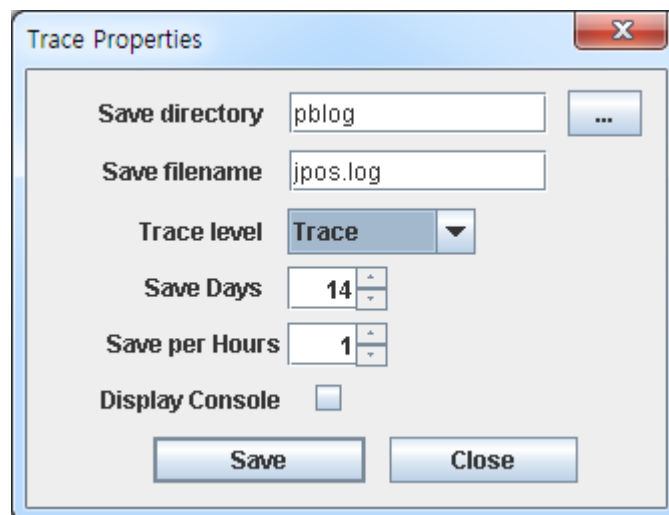 Trace Properties
Save directory pblog ...
Save filename jpos.log
Trace level Trace
Save Days 14
Save per Hours 1
Display Console
Save Close